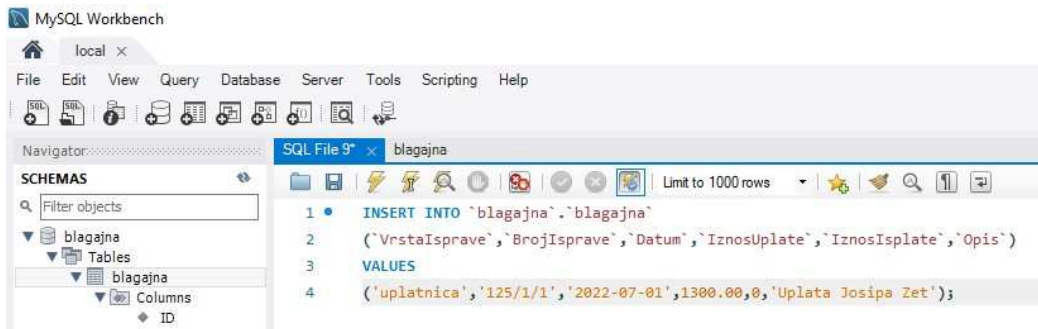 MySQL Workbench
local ×
File Edit View Query Database Server Tools Scripting Help
Navigator
SQL File 9* × blagajna
SCHEMAS
Limit to 1000 rows
Filter objects
blagajna
Tables
blagajna
Columns
ID
1 INSERT INTO `blagajna`.`blagajna`
2 (`VrstaIsprave`,`BrojIsprave`,`Datum`,`IznosUplate`,`IznosIsplate`,`Opis`)
3 VALUES
4 ('uplatnica','125/1/1','2022-07-01',1300.00,0,'Uplata Josipa Zet');